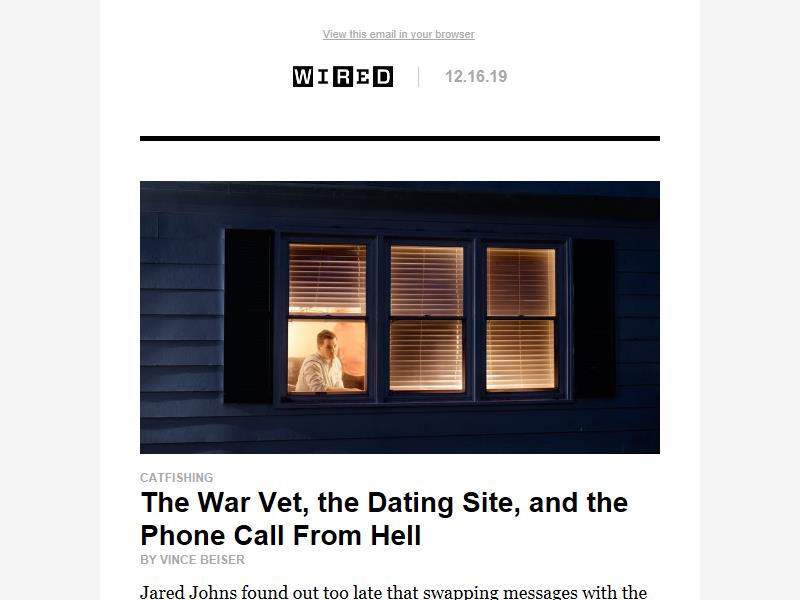 View this email in your browser
WIRED
12.16.19
CATFISHING
The War Vet, the Dating Site, and the
Phone Call From Hell
BY VINCE BEISER
Jared Johns found out too late that swapping messages with the